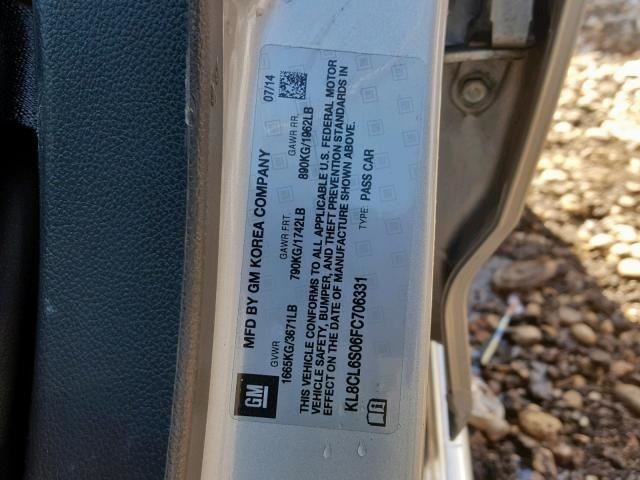 MFD BY GM KOREA COMPANY 07/14
GVWR GAWR FRT. GAWR RR.
1665KG/3671LB 790KG/1742LB 890KG/1962LB
THIS VEHICLE CONFORMS TO ALL APPLICABLE U.S. FEDERAL MOTOR
VEHICLE SAFETY, BUMPER, AND THEFT PREVENTION STANDARDS IN
EFFECT ON THE DATE OF MANUFACTURE SHOWN ABOVE.
KL8CL6S06FC706331 TYPE: PASS CAR
GM